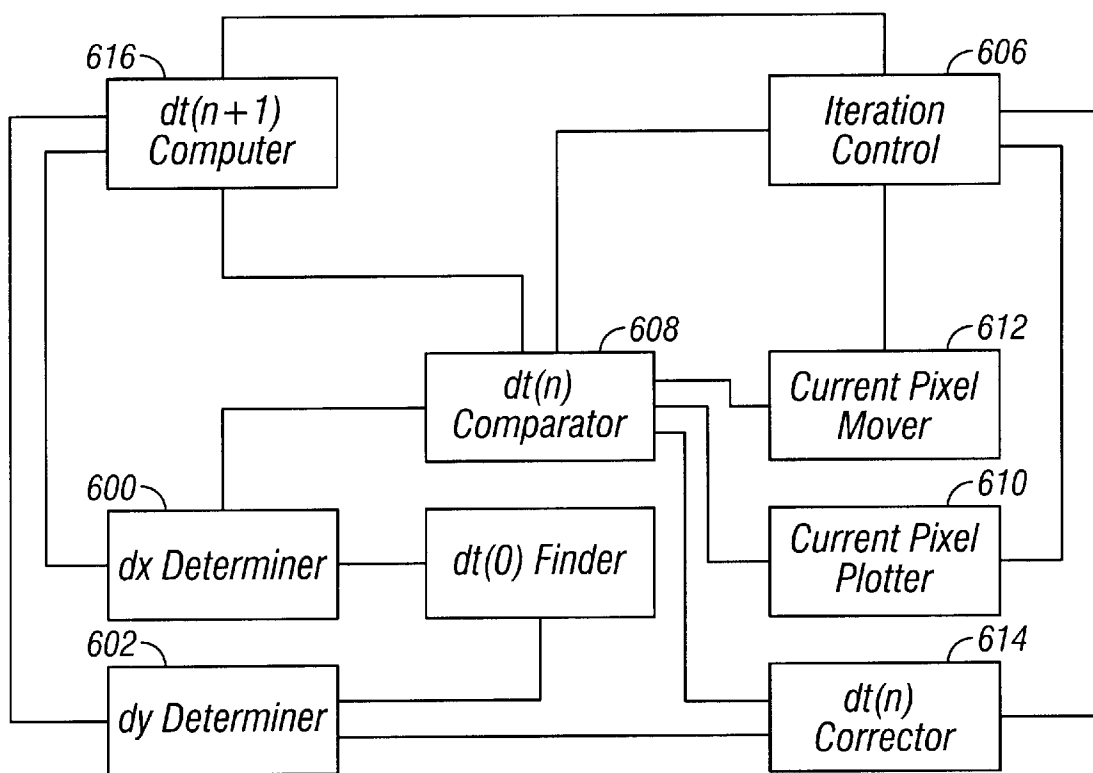 616
dt(n+1)
Computer
606
Iteration
Control
608
dt(n)
Comparator
612
Current Pixel
Mover
600
dx Determiner
dt(0) Finder
610
Current Pixel
Plotter
602
dy Determiner
614
dt(n)
Corrector